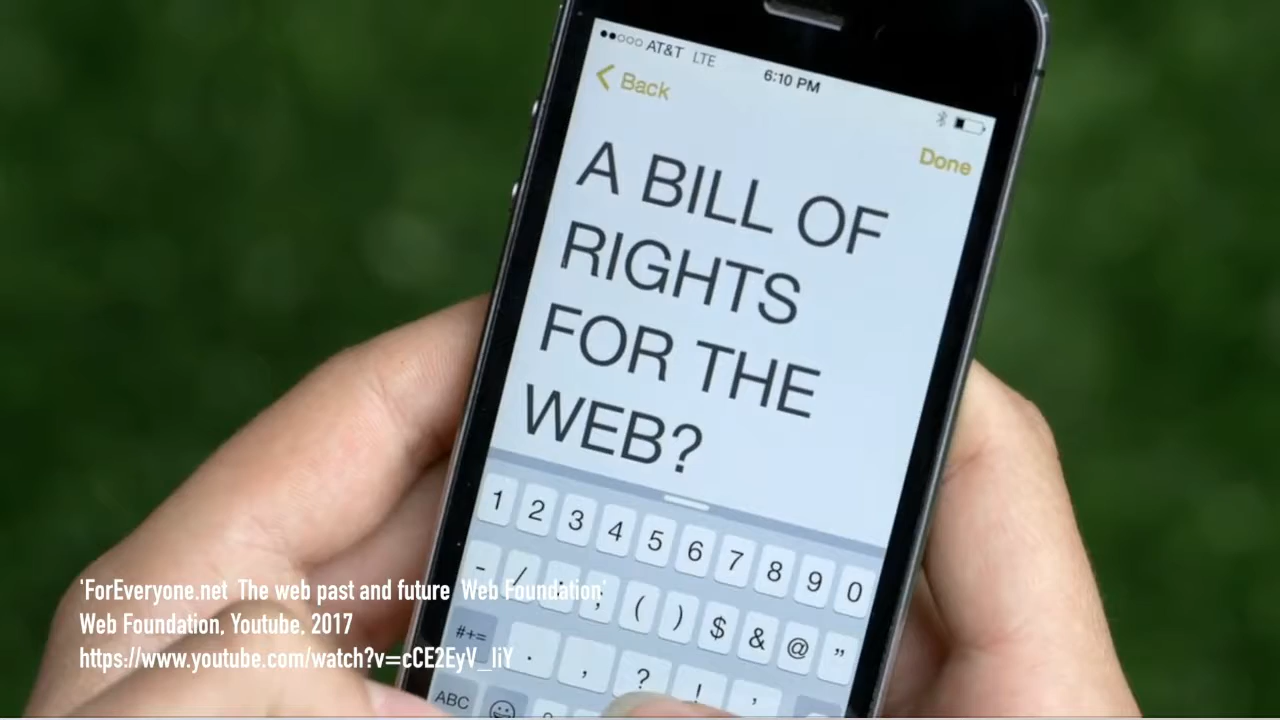 AT&T LTE
6:10 PM
Back
Done
A BILL OF
RIGHTS
FOR THE
WEB?
1 2 3 4 5 6 7 8 9 0
- / : ; ( ) $ & @ "
#+= . , ? ! '
ABC
'ForEveryone.net The web past and future Web Foundation'
Web Foundation, Youtube, 2017
https://www.youtube.com/watch?v=cCE2EyV_IiY